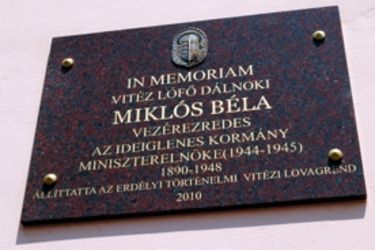 IN MEMORIAM
VITÉZ LÓFŐ DÁLNOKI
MIKLÓS BÉLA
VEZÉREZREDES
AZ IDEIGLENES KORMÁNY
MINISZTERELNÖKE(1944-1945)
1890-1948
ÁLLÍTTATTA AZ ERDÉLYI TÖRTÉNELMI VITÉZI LOVAGREND
2010